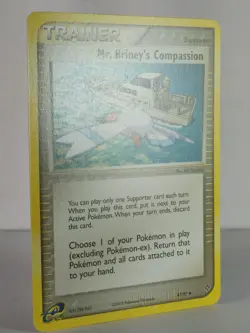 TRAINER
Supporter
Mr. Briney's Compassion
You can play only one Supporter card each turn.
When you play this card, put it next to your
Active Pokémon. When your turn ends, discard
this card.
Choose 1 of your Pokémon in play
(excluding Pokémon-ex). Return that
Pokémon and all cards attached to it
to your hand.